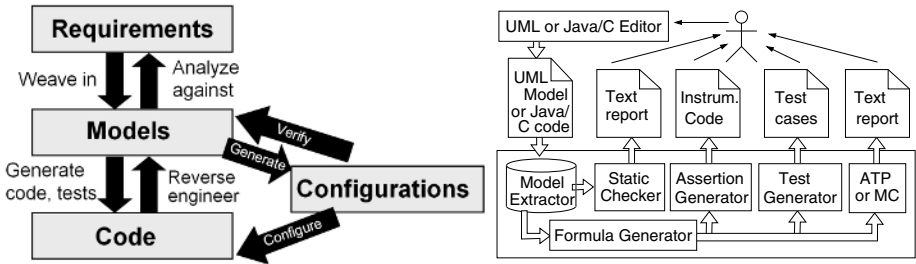 Requirements
Weave in
Analyze
against
Models
Verify
Generate
Generate
code, tests
Reverse
engineer
Configurations
Configure
Code
UML or Java/C Editor
UML
Model
or Java/
C code
Text
report
Instrum.
Code
Test
cases
Text
report
Model
Extractor
Static
Checker
Assertion
Generator
Test
Generator
ATP
or MC
Formula Generator